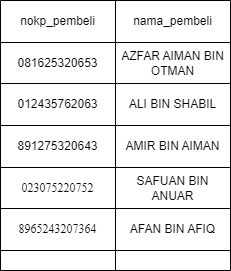 nokp_pembeli nama_pembeli
081625320653 AZFAR AIMAN BIN
OTMAN
012435762063 ALI BIN SHABIL
891275320643 AMIR BIN AIMAN
023075220752 SAFUAN BIN
ANUAR
8965243207364 AFAN BIN AFIQ